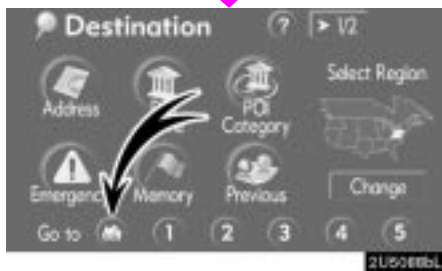 Destination ? > 1/2
Select Region
Address POI Category
Emergency Memory Previous Change
Go to 1 2 3 4 5
2U5088bL